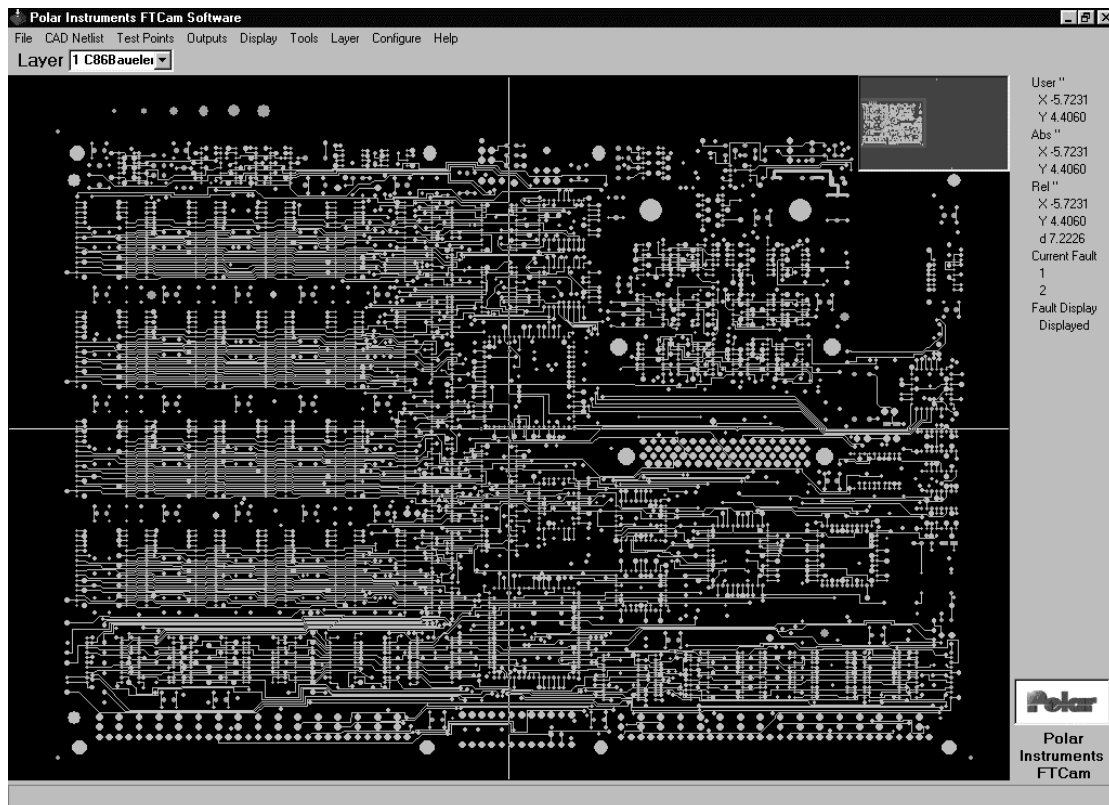 Polar Instruments FTCam Software
File CAD Netlist Test Points Outputs Display Tools Layer Configure Help
Layer 1 C86Bauelei
User "
X -5.7231
Y 4.4060
Abs "
X -5.7231
Y 4.4060
Rel "
X -5.7231
Y 4.4060
d 7.2226
Current Fault
1
2
Fault Display
Displayed
Polar
Polar
Instruments
FTCam